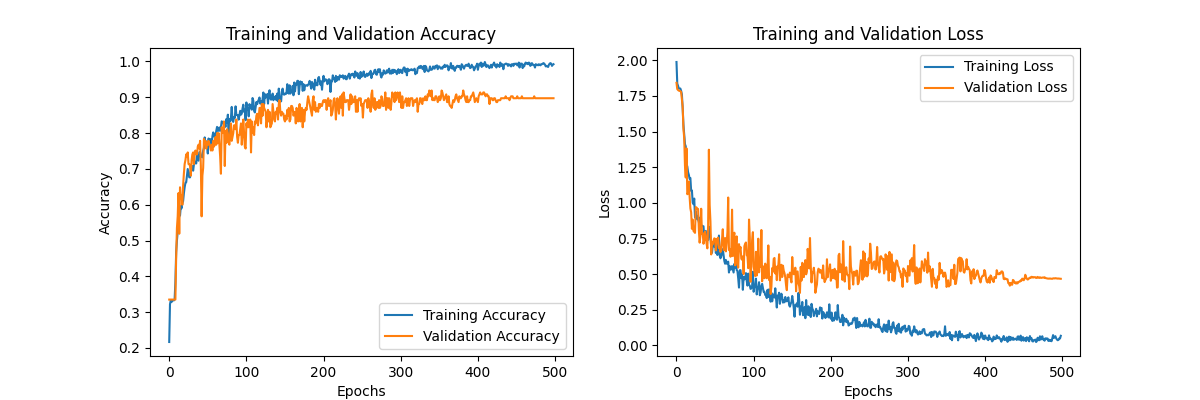 Training and Validation Accuracy
1.0
0.9
0.8
0.7
0.6
0.5
0.4
0.3
0.2
Accuracy
Training Accuracy
Validation Accuracy
0 100 200 300 400 500
Epochs
Training and Validation Loss
2.00
1.75
1.50
1.25
1.00
0.75
0.50
0.25
0.00
Loss
Training Loss
Validation Loss
0 100 200 300 400 500
Epochs